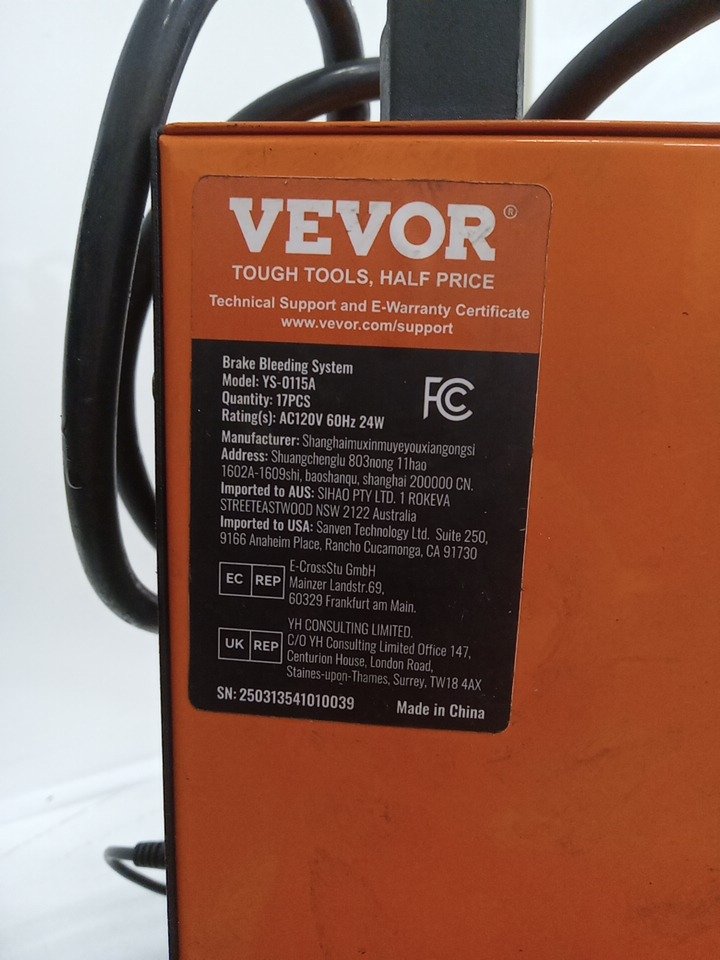 VEVOR®
TOUGH TOOLS, HALF PRICE
Technical Support and E-Warranty Certificate
www.vevor.com/support
Brake Bleeding System
Model: YS-0115A
Quantity: 17PCS
Rating(s): AC120V 60Hz 24W
FC
Manufacturer: Shanghaimuxinmuyeyouxiangongsi
Address: Shuangchenglu 803nong 11hao
1602A-1609shi, baoshanqu, shanghai 200000 CN.
Imported to AUS: SIHAO PTY LTD. 1 ROKEVA
STREETEASTWOOD NSW 2122 Australia
Imported to USA: Sanven Technology Ltd. Suite 250,
9166 Anaheim Place, Rancho Cucamonga, CA 91730
EC REP
E-CrossStu GmbH
Mainzer Landstr.69,
60329 Frankfurt am Main.
UK REP
YH CONSULTING LIMITED.
C/O YH Consulting Limited Office 147,
Centurion House, London Road,
Staines-upon-Thames, Surrey, TW18 4AX
SN: 250313541010039
Made in China